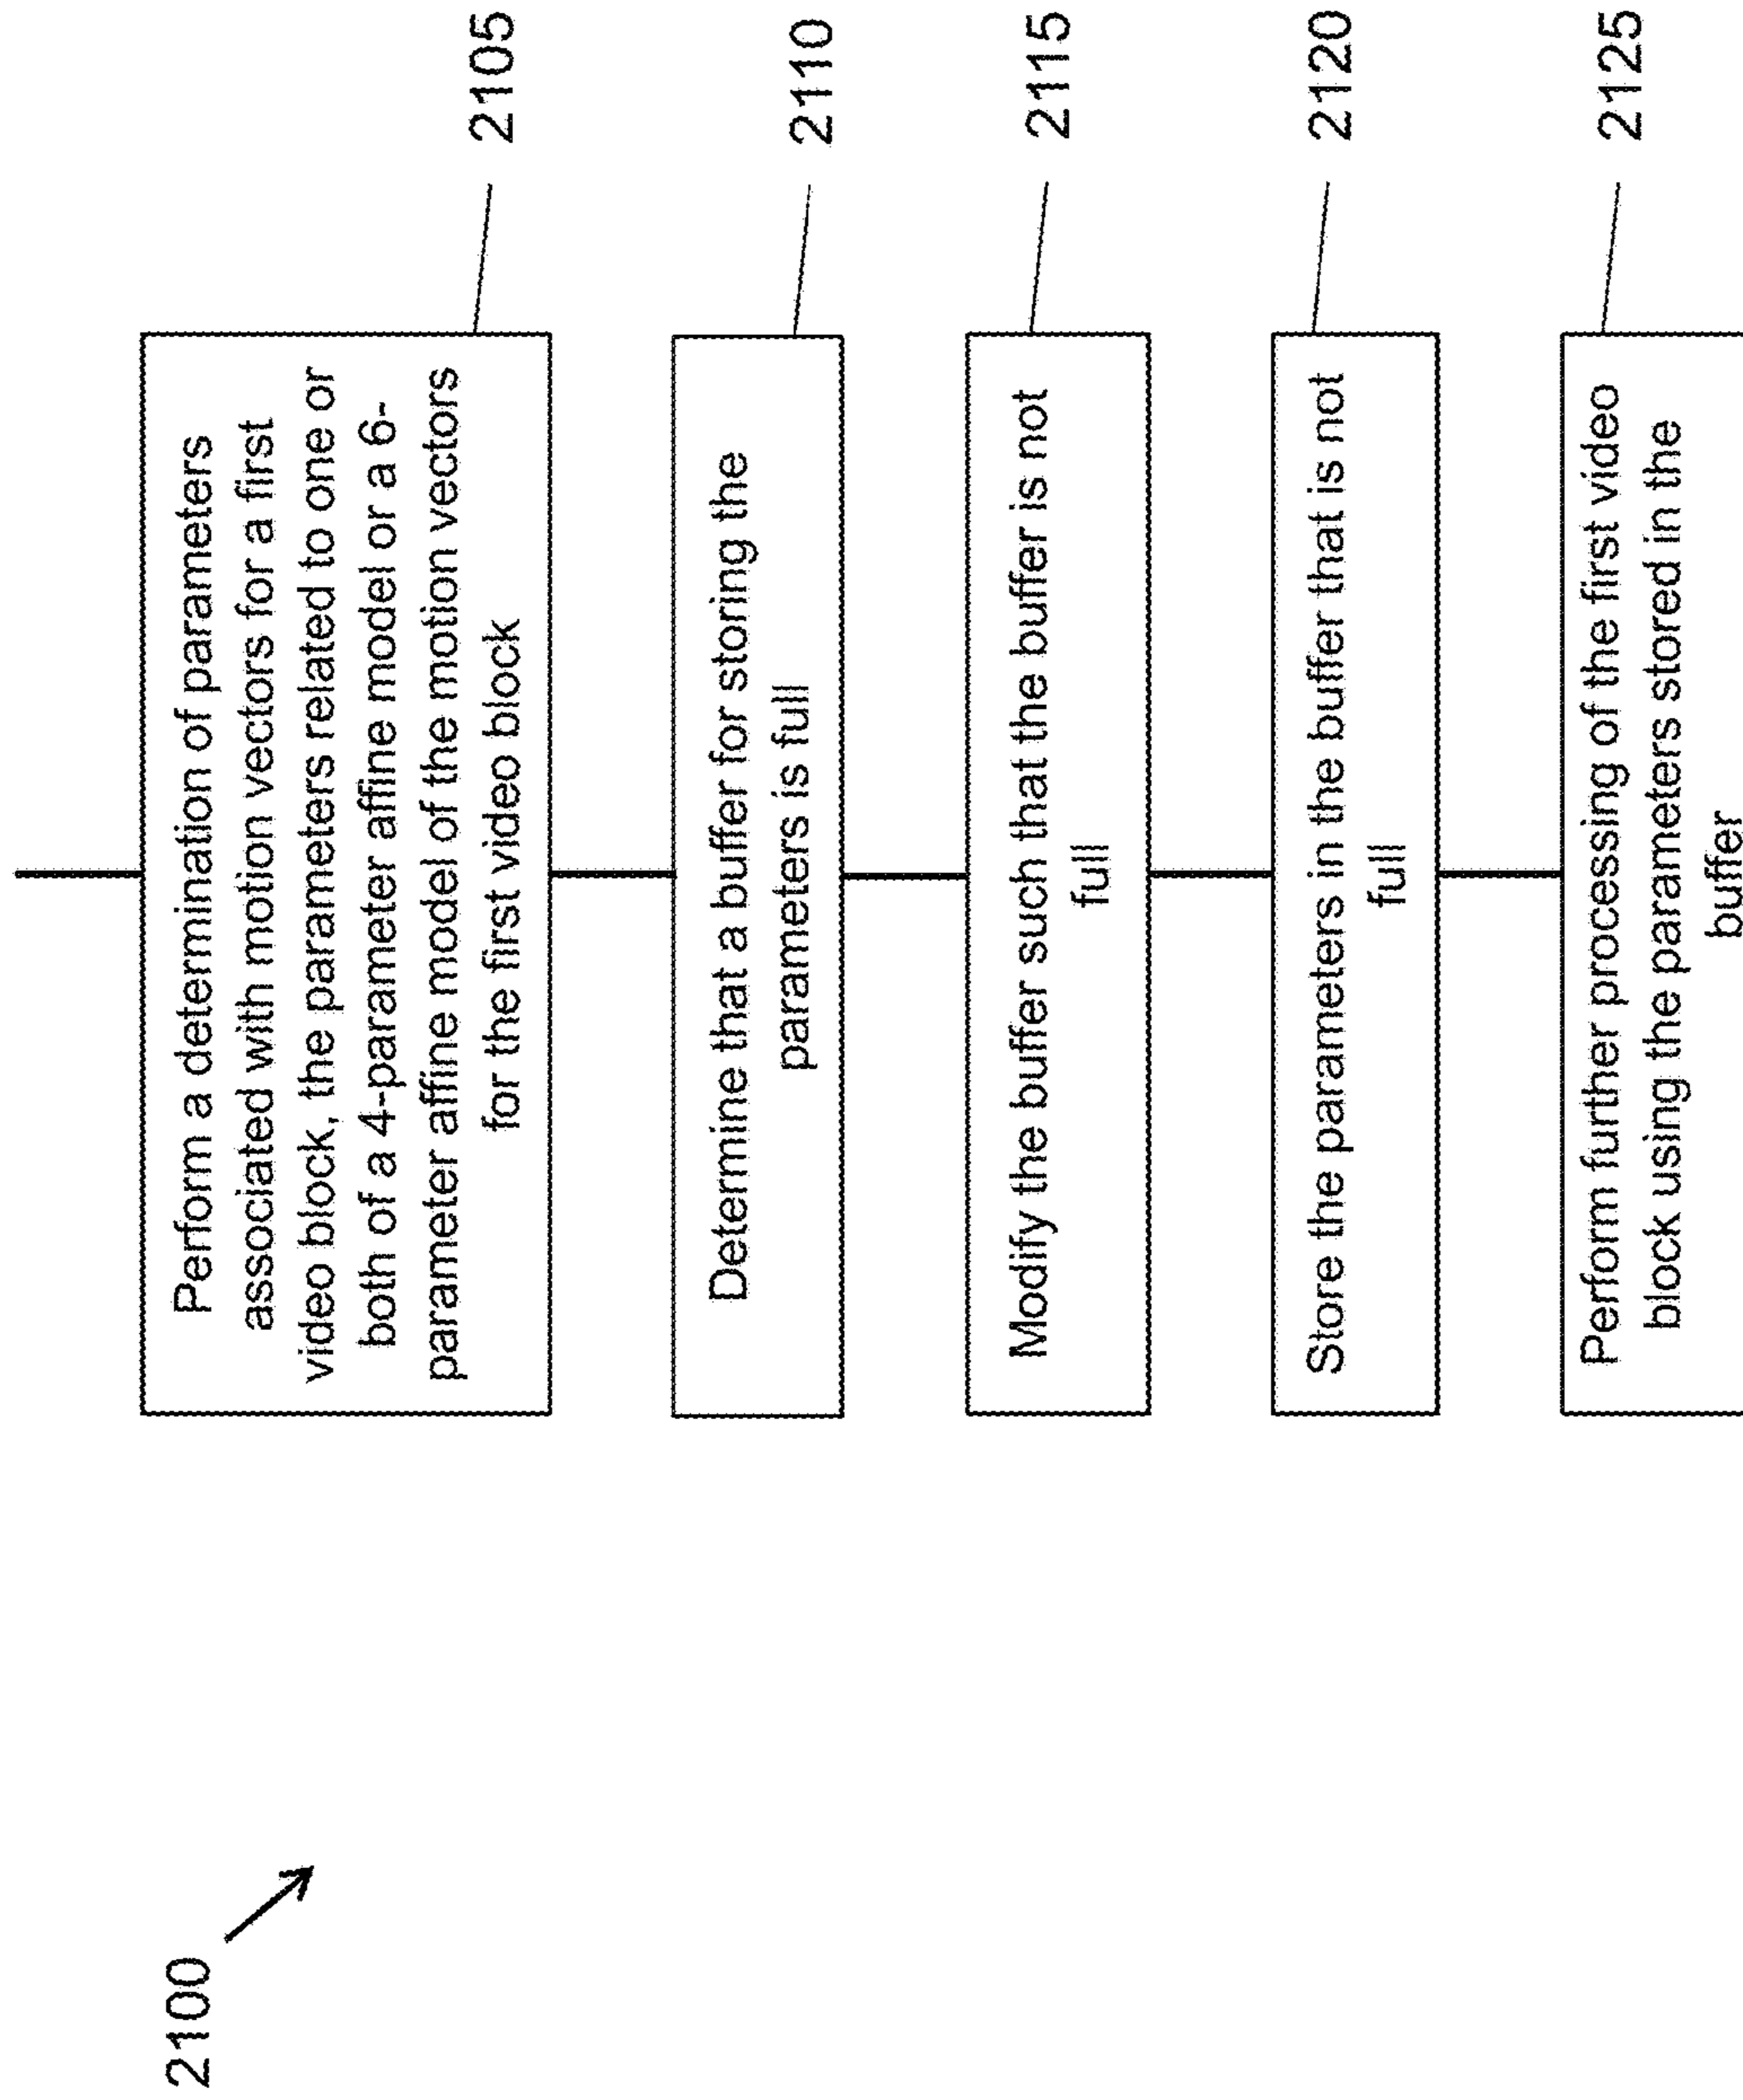 2100
Perform a determination of parameters
associated with motion vectors for a first
video block, the parameters related to one or
both of a 4-parameter affine model or a 6-
parameter affine model of the motion vectors
for the first video block
2105
Determine that a buffer for storing the
parameters is full
2110
Modify the buffer such that the buffer is not
full
2115
Store the parameters in the buffer that is not
full
2120
Perform further processing of the first video
block using the parameters stored in the
buffer
2125